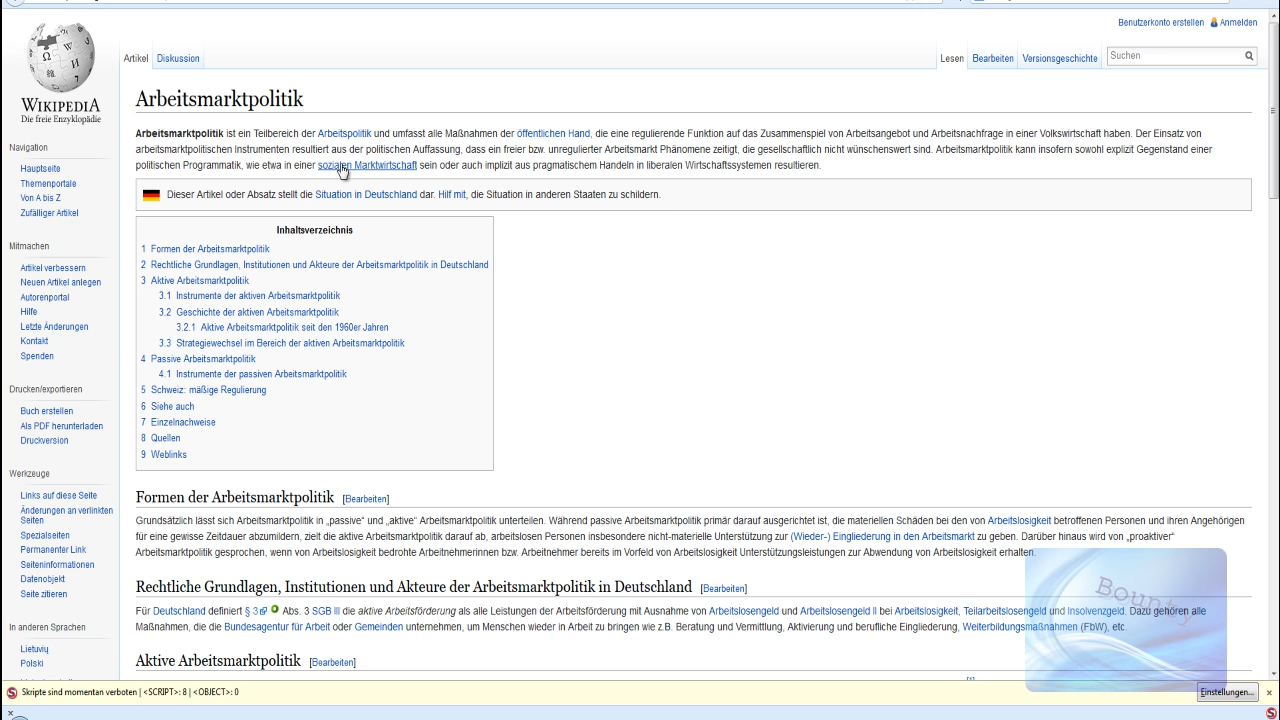 Benutzerkonto erstellen Anmelden
Artikel Diskussion Lesen Bearbeiten Versionsgeschichte Suchen
WIKIPEDIA
Die freie Enzyklopädie
Navigation
Hauptseite
Themenportale
Von A bis Z
Zufälliger Artikel
Mitmachen
Artikel verbessern
Neuen Artikel anlegen
Autorenportal
Hilfe
Letzte Änderungen
Kontakt
Spenden
Drucken/exportieren
Buch erstellen
Als PDF herunterladen
Druckversion
Werkzeuge
Links auf diese Seite
Änderungen an verlinkten
Seiten
Spezialseiten
Permanenter Link
Seiteninformationen
Datenobjekt
Seite zitieren
In anderen Sprachen
Lietuvių
Polski
Arbeitsmarktpolitik
Arbeitsmarktpolitik ist ein Teilbereich der Arbeitspolitik und umfasst alle Maßnahmen der öffentlichen Hand, die eine regulierende Funktion auf das Zusammenspiel von Arbeitsangebot und Arbeitsnachfrage in einer Volkswirtschaft haben. Der Einsatz von
arbeitsmarktpolitischen Instrumenten resultiert aus der politischen Auffassung, dass ein freier bzw. unregulierter Arbeitsmarkt Phänomene zeitigt, die gesellschaftlich nicht wünschenswert sind. Arbeitsmarktpolitik kann insofern sowohl explizit Gegenstand einer
politischen Programmatik, wie etwa in einer sozialen Marktwirtschaft sein oder auch implizit aus pragmatischem Handeln in liberalen Wirtschaftssystemen resultieren.
Dieser Artikel oder Absatz stellt die Situation in Deutschland dar. Hilf mit, die Situation in anderen Staaten zu schildern.
Inhaltsverzeichnis
1 Formen der Arbeitsmarktpolitik
2 Rechtliche Grundlagen, Institutionen und Akteure der Arbeitsmarktpolitik in Deutschland
3 Aktive Arbeitsmarktpolitik
3.1 Instrumente der aktiven Arbeitsmarktpolitik
3.2 Geschichte der aktiven Arbeitsmarktpolitik
3.2.1 Aktive Arbeitsmarktpolitik seit den 1960er Jahren
3.3 Strategiewechsel im Bereich der aktiven Arbeitsmarktpolitik
4 Passive Arbeitsmarktpolitik
4.1 Instrumente der passiven Arbeitsmarktpolitik
5 Schweiz: mäßige Regulierung
6 Siehe auch
7 Einzelnachweise
8 Quellen
9 Weblinks
Formen der Arbeitsmarktpolitik [Bearbeiten]
Grundsätzlich lässt sich Arbeitsmarktpolitik in „passive“ und „aktive“ Arbeitsmarktpolitik unterteilen. Während passive Arbeitsmarktpolitik primär darauf ausgerichtet ist, die materiellen Schäden bei den von Arbeitslosigkeit betroffenen Personen und ihren Angehörigen
für eine gewisse Zeitdauer abzumildern, zielt die aktive Arbeitsmarktpolitik darauf ab, arbeitslosen Personen insbesondere nicht-materielle Unterstützung zur (Wieder-) Eingliederung in den Arbeitsmarkt zu geben. Darüber hinaus wird von „proaktiver“
Arbeitsmarktpolitik gesprochen, wenn von Arbeitslosigkeit bedrohte Arbeitnehmerinnen bzw. Arbeitnehmer bereits im Vorfeld von Arbeitslosigkeit Unterstützungsleistungen zur Abwendung von Arbeitslosigkeit erhalten.
Rechtliche Grundlagen, Institutionen und Akteure der Arbeitsmarktpolitik in Deutschland [Bearbeiten]
Für Deutschland definiert § 3 Abs. 3 SGB III die aktive Arbeitsförderung als alle Leistungen der Arbeitsförderung mit Ausnahme von Arbeitslosengeld und Arbeitslosengeld II bei Arbeitslosigkeit, Teilarbeitslosengeld und Insolvenzgeld. Dazu gehören alle
Maßnahmen, die die Bundesagentur für Arbeit oder Gemeinden unternehmen, um Menschen wieder in Arbeit zu bringen wie z.B. Beratung und Vermittlung, Aktivierung und berufliche Eingliederung, Weiterbildungsmaßnahmen (FbW), etc.
Bounty
Aktive Arbeitsmarktpolitik [Bearbeiten]
[1]
Skripte sind momentan verboten | <SCRIPT>: 8 | <OBJECT>: 0 Einstellungen...